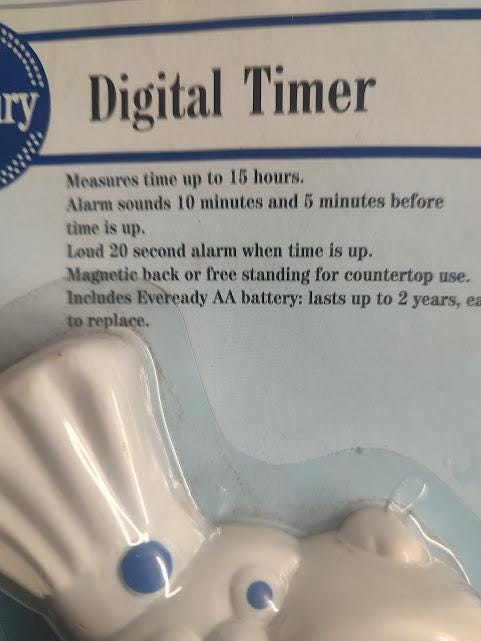 ry
Digital Timer
Measures time up to 15 hours.
Alarm sounds 10 minutes and 5 minutes before
time is up.
Loud 20 second alarm when time is up.
Magnetic back or free standing for countertop use.
Includes Eveready AA battery: lasts up to 2 years, ea
to replace.